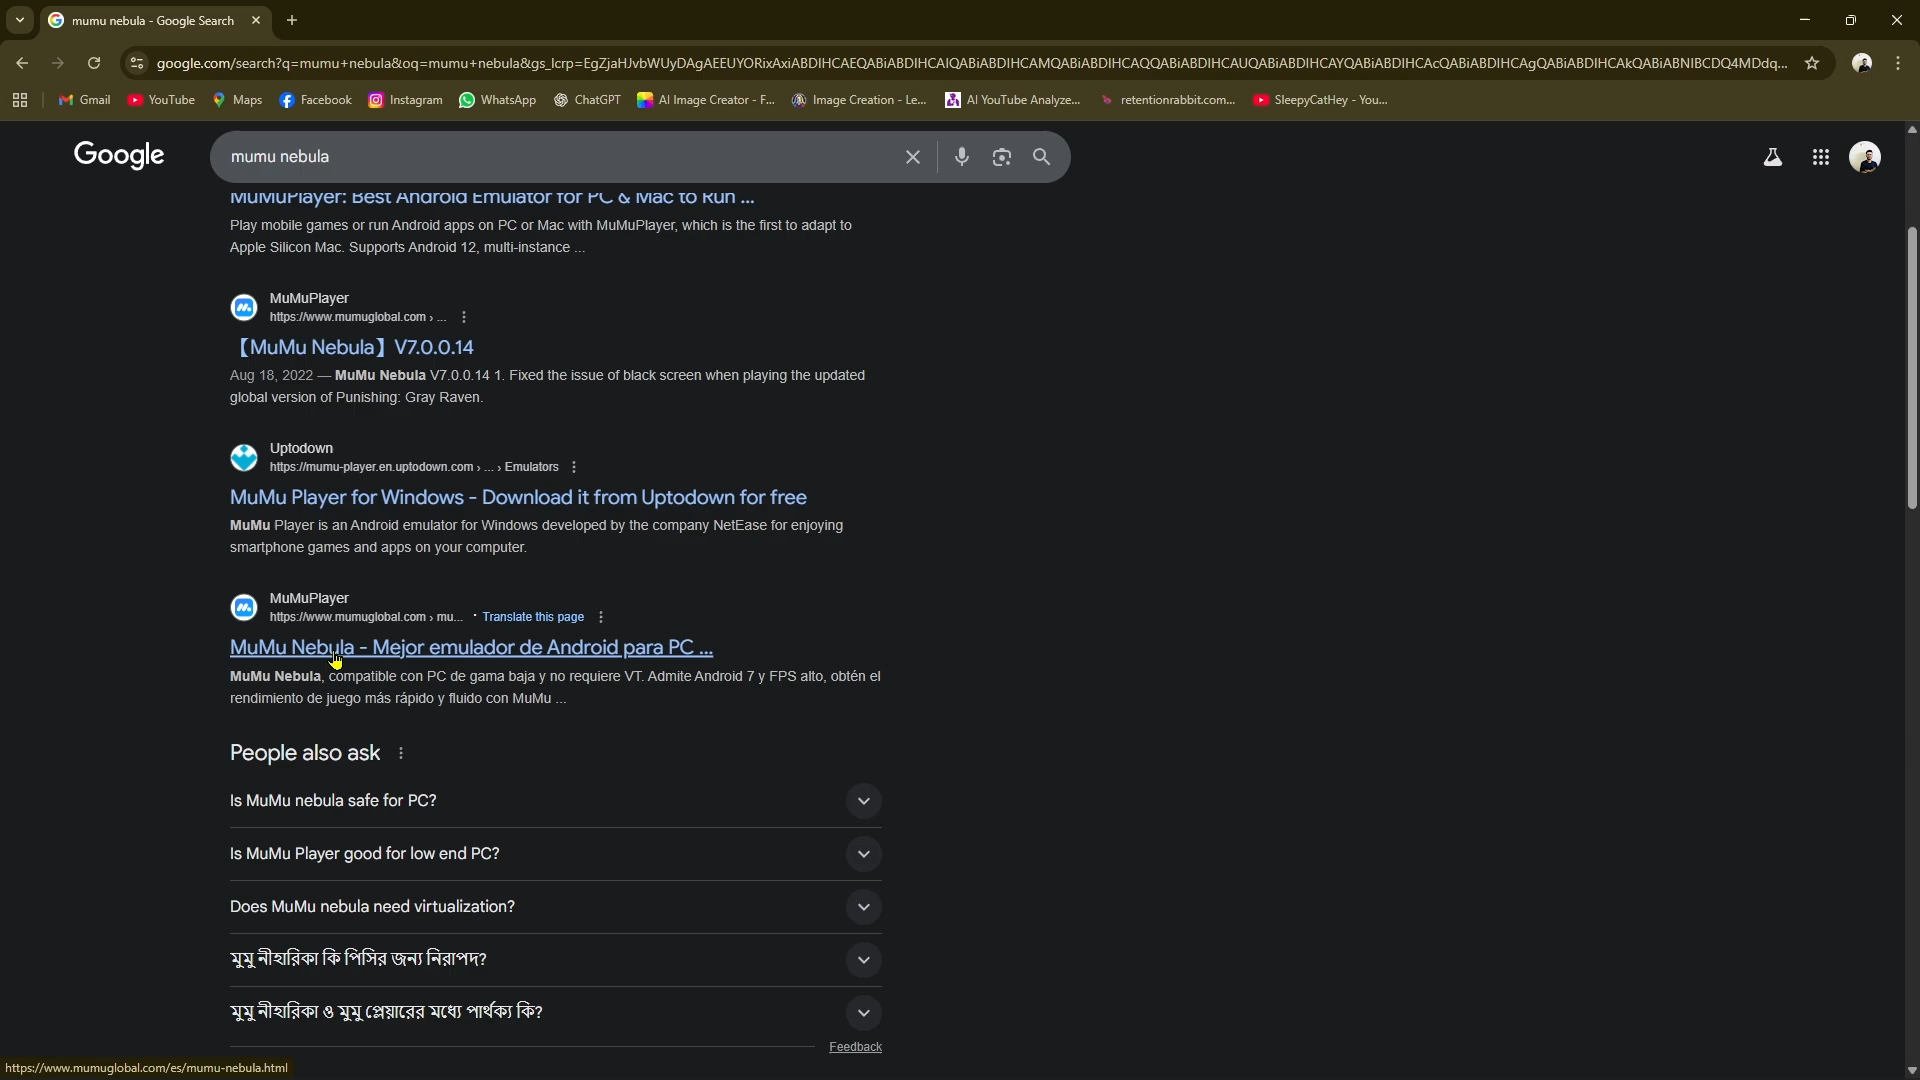 mumu nebula - Google Search
google.com/search?q=mumu+nebula&oq=mumu+nebula&gs_lcrp=EgZjaHJvbWUyDAgAEEUYORixAxiABDIHCAEQABiABDIHCAIQABiABDIHCAMQABiABDIHCAQQABiABDIHCAUQABiABDIHCAYQABiABDIHCAcQABiABDIHCAgQABiABDIHCAkQABiABNIBCDQ4MDdq...
Gmail YouTube Maps Facebook Instagram WhatsApp ChatGPT AI Image Creator - F... Image Creation - Le... AI YouTube Analyze... retentionrabbit.com... SleepyCatHey - You...
Google mumu nebula
MuMuPlayer: Best Android Emulator for PC & Mac to Run ...
Play mobile games or run Android apps on PC or Mac with MuMuPlayer, which is the first to adapt to
Apple Silicon Mac. Supports Android 12, multi-instance ...
MuMuPlayer
https://www.mumuglobal.com › ...
【MuMu Nebula】V7.0.0.14
Aug 18, 2022 — MuMu Nebula V7.0.0.14 1. Fixed the issue of black screen when playing the updated
global version of Punishing: Gray Raven.
Uptodown
https://mumu-player.en.uptodown.com › ... › Emulators
MuMu Player for Windows - Download it from Uptodown for free
MuMu Player is an Android emulator for Windows developed by the company NetEase for enjoying
smartphone games and apps on your computer.
MuMuPlayer
https://www.mumuglobal.com › mu... · Translate this page
MuMu Nebula - Mejor emulador de Android para PC ...
MuMu Nebula, compatible con PC de gama baja y no requiere VT. Admite Android 7 y FPS alto, obtén el
rendimiento de juego más rápido y fluido con MuMu ...
People also ask
Is MuMu nebula safe for PC?
Is MuMu Player good for low end PC?
Does MuMu nebula need virtualization?
মুমু নীহারিকা কি পিসির জন্য নিরাপদ?
মুমু নীহারিকা ও মুমু প্লেয়ারের মধ্যে পার্থক্য কি?
Feedback
https://www.mumuglobal.com/es/mumu-nebula.html